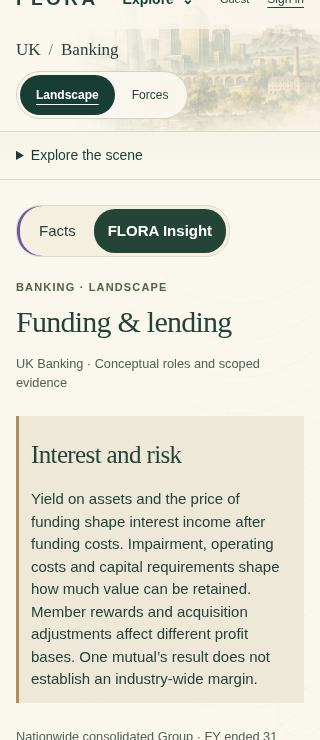 FLORA Explore Guest Sign in
UK / Banking
Landscape Forces
Explore the scene
Facts FLORA Insight
BANKING · LANDSCAPE
Funding & lending
UK Banking · Conceptual roles and scoped
evidence
Interest and risk
Yield on assets and the price of
funding shape interest income after
funding costs. Impairment, operating
costs and capital requirements shape
how much value can be retained.
Member rewards and acquisition
adjustments affect different profit
bases. One mutual’s result does not
establish an industry-wide margin.
Nationwide consolidated Group · FY ended 31